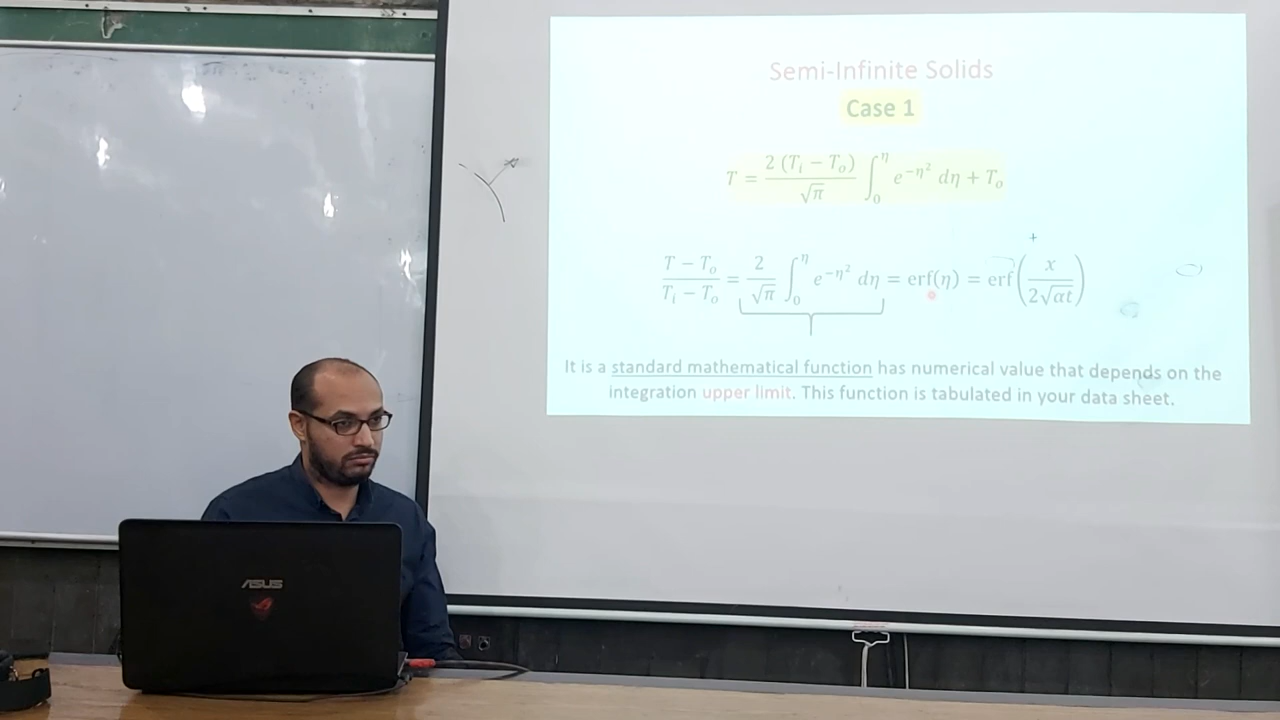 Semi-Infinite Solids
Case 1
T = 2 (Tᵢ − Tₒ) / √π ∫₀^η e^(−η²) dη + Tₒ
(T − Tₒ) / (Tᵢ − Tₒ) = 2 / √π ∫₀^η e^(−η²) dη = erf(η) = erf(x / 2√αt)
It is a standard mathematical function has numerical value that depends on the
integration upper limit. This function is tabulated in your data sheet.
ASUS